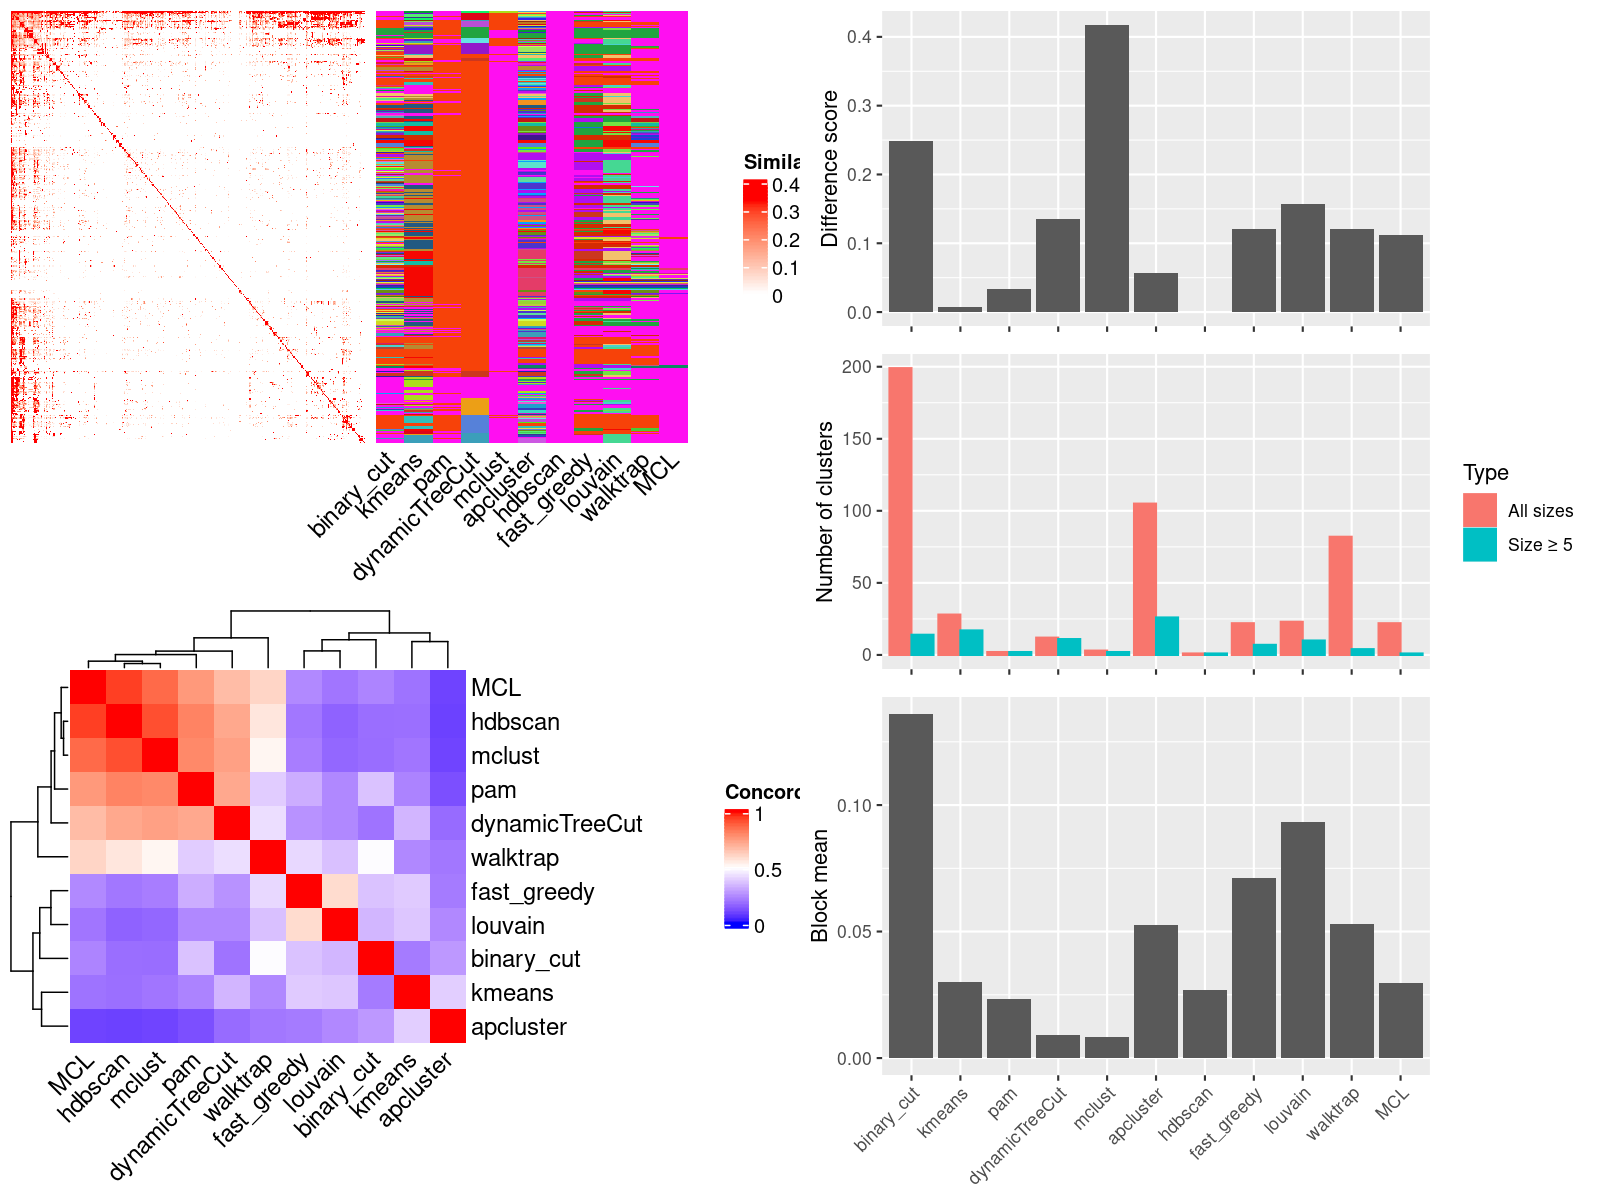 Simila
0.4
0.3
0.2
0.1
0
binary_cut
kmeans
pam
dynamicTreeCut
mclust
apcluster
hdbscan
fast_greedy
louvain
walktrap
MCL
MCL
hdbscan
mclust
pam
dynamicTreeCut
walktrap
fast_greedy
louvain
binary_cut
kmeans
apcluster
MCL
hdbscan
mclust
pam
dynamicTreeCut
walktrap
fast_greedy
louvain
binary_cut
kmeans
apcluster
Concord
1
0.5
0
Difference score
0.4
0.3
0.2
0.1
0.0
Number of clusters
200
150
100
50
0
Type
All sizes
Size ≥ 5
Block mean
0.10
0.05
0.00
binary_cut
kmeans
pam
dynamicTreeCut
mclust
apcluster
hdbscan
fast_greedy
louvain
walktrap
MCL